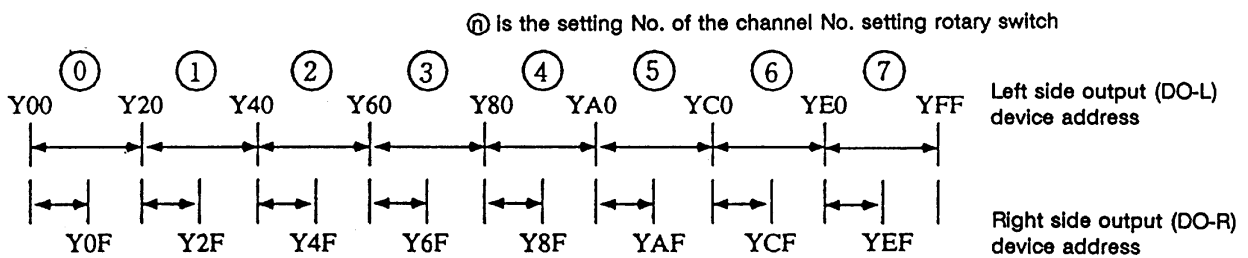 ⓝ is the setting No. of the channel No. setting rotary switch
⓪ ① ② ③ ④ ⑤ ⑥ ⑦
Y00 Y20 Y40 Y60 Y80 YA0 YC0 YE0 YFF
Left side output (DO-L)
device address
Y0F Y2F Y4F Y6F Y8F YAF YCF YEF
Right side output (DO-R)
device address